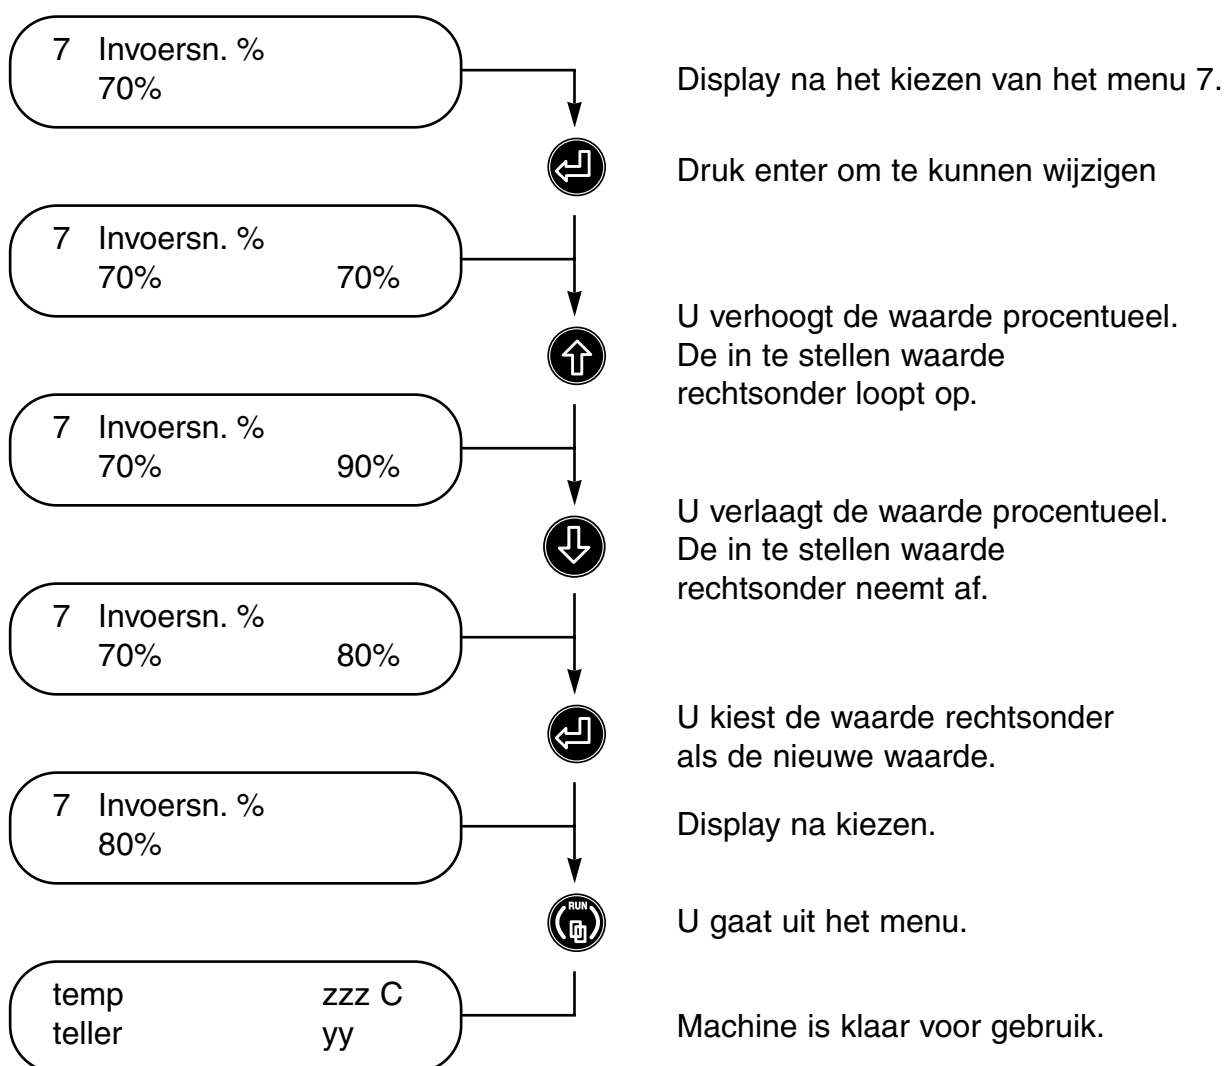 7 Invoersn. %
70%
Display na het kiezen van het menu 7.
Druk enter om te kunnen wijzigen
7 Invoersn. %
70% 70%
U verhoogt de waarde procentueel.
De in te stellen waarde
rechtsonder loopt op.
7 Invoersn. %
70% 90%
U verlaagt de waarde procentueel.
De in te stellen waarde
rechtsonder neemt af.
7 Invoersn. %
70% 80%
U kiest de waarde rechtsonder
als de nieuwe waarde.
7 Invoersn. %
80%
Display na kiezen.
RUN
U gaat uit het menu.
temp zzz C
teller yy
Machine is klaar voor gebruik.